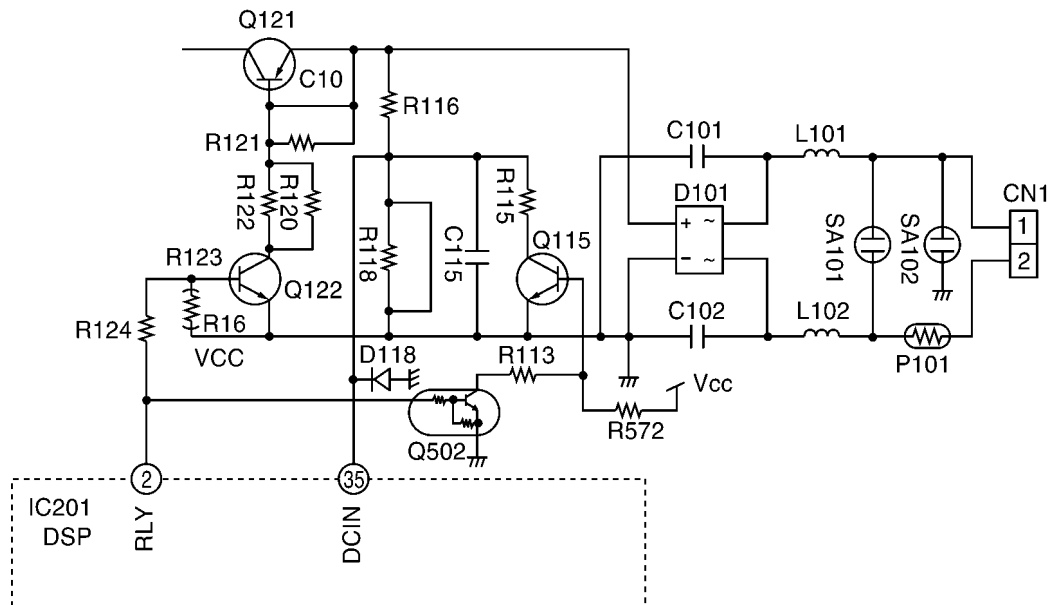 Q121
C10
R116
R121
R122
R120
R118
C115
R115
Q115
C101
L101
D101
+ ~
- ~
SA101
SA102
CN1
1
2
R123
Q122
R16
R124
VCC
D118
R113
C102
L102
P101
Vcc
R572
Q502
2
35
IC201
DSP
RLY
DCIN